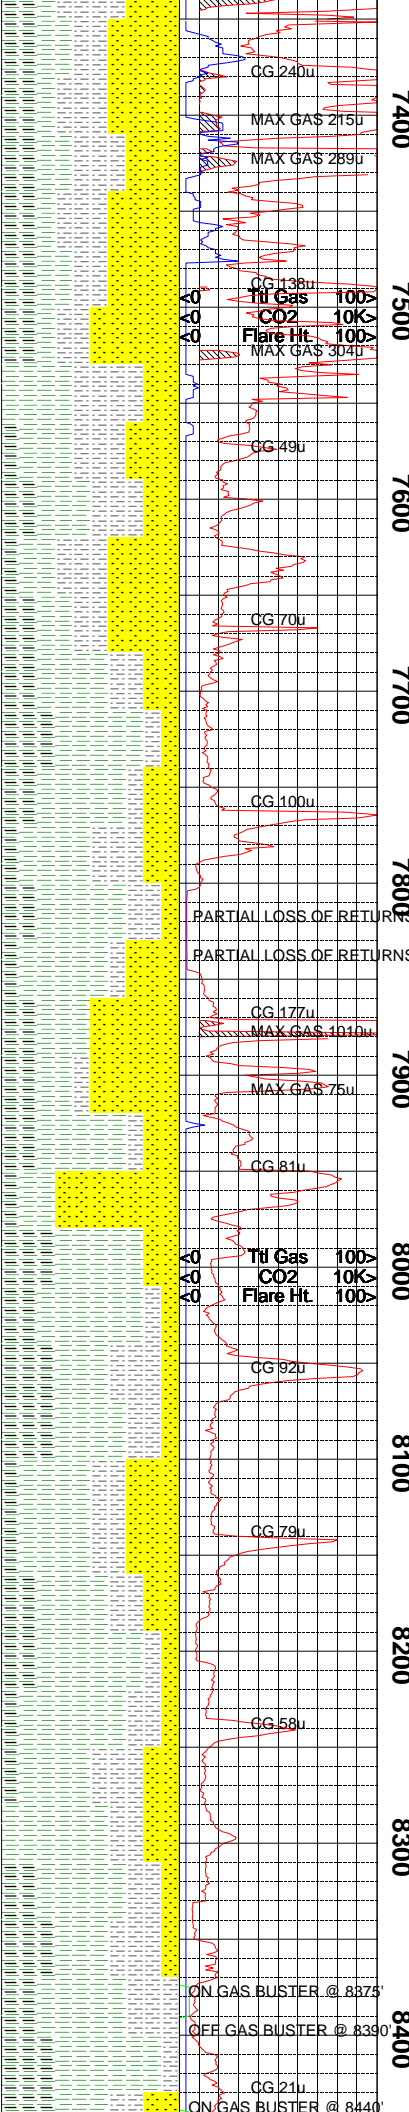 CG 240u
7400
MAX GAS 215u
MAX GAS 289u
CG 138u
<0 Ttl Gas 100>
7500
<0 CO2 10K>
<0 Flare Ht. 100>
MAX GAS 304u
CG 49u
7600
CG 70u
7700
CG 100u
7800
PARTIAL LOSS OF RETURNS
PARTIAL LOSS OF RETURNS
CG 177u
MAX GAS 1010u
7900
MAX GAS 75u
CG 81u
<0 Ttl Gas 100>
8000
<0 CO2 10K>
<0 Flare Ht. 100>
CG 92u
8100
CG 79u
8200
CG 58u
8300
ON GAS BUSTER @ 8375'
OFF GAS BUSTER @ 8390'
8400
CG 21u
ON GAS BUSTER @ 8440'